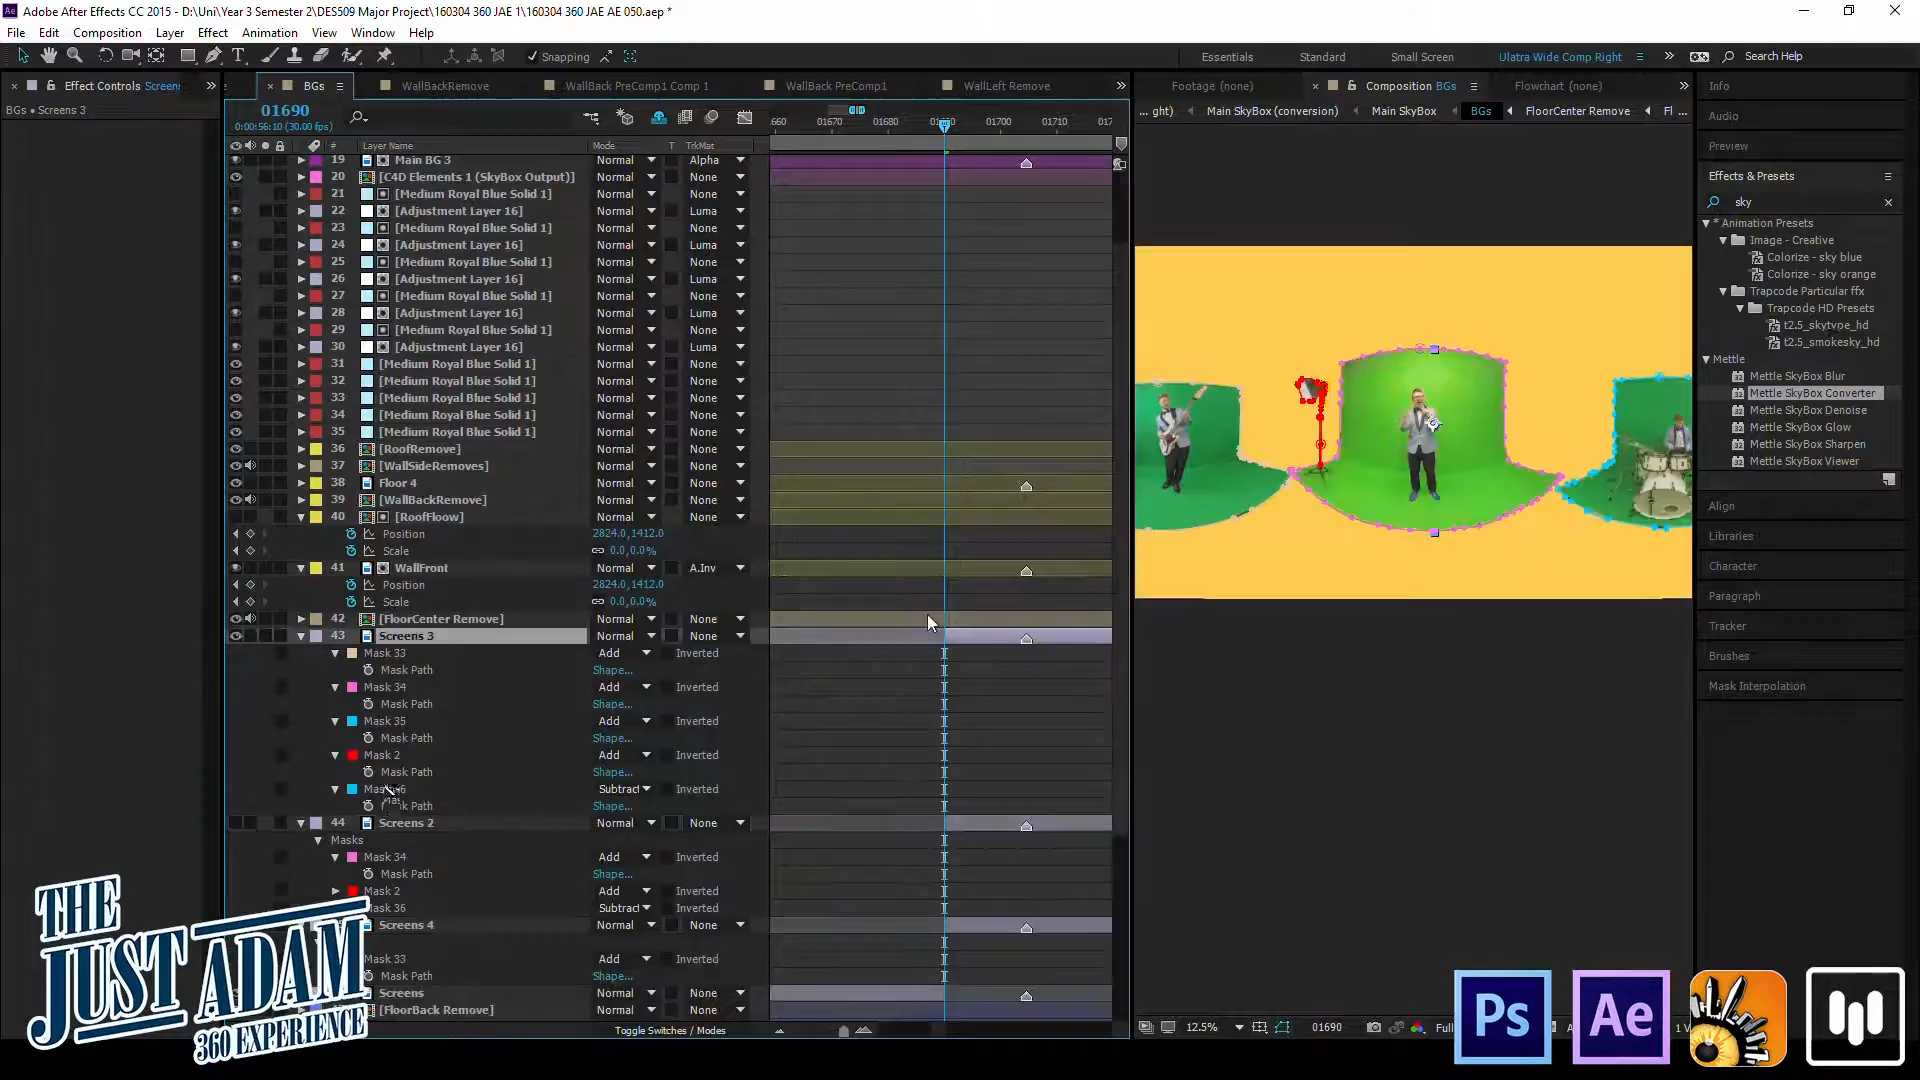 Adobe After Effects CC 2015 - D:\Uni\Year 3 Semester 2\DES509 Major Project\160304 360 JAE 1\160304 360 JAE AE 050.aep *
File Edit Composition Layer Effect Animation View Window Help
Snapping Essentials Standard Small Screen Ulatra Wide Comp Right Search Help
Effect Controls Screens BGs WallBackRemove WallBack PreComp1 Comp 1 WallBack PreComp1 WallLeft Remove Footage (none) Composition BGs Flowchart (none) Info
BGs • Screens 3 01690 ... ght) Main SkyBox (conversion) Main SkyBox BGs FloorCenter Remove Fl ... Audio
0:00:56:10 (30.00 fps) 01670 01680 01700 01710
# Layer Name Mode T TrkMat Preview
19 Main BG 3 Normal Alpha
20 [C4D Elements 1 (SkyBox Output)] Normal None Effects & Presets
21 [Medium Royal Blue Solid 1] Normal None sky
22 [Adjustment Layer 16] Normal Luma * Animation Presets
23 [Medium Royal Blue Solid 1] Normal None Image - Creative
24 [Adjustment Layer 16] Normal Luma Colorize - sky blue
25 [Medium Royal Blue Solid 1] Normal None Colorize - sky orange
26 [Adjustment Layer 16] Normal Luma Trapcode Particular ffx
27 [Medium Royal Blue Solid 1] Normal None Trapcode HD Presets
28 [Adjustment Layer 16] Normal Luma t2.5_skytype_hd
29 [Medium Royal Blue Solid 1] Normal None t2.5_smokesky_hd
30 [Adjustment Layer 16] Normal Luma Mettle
31 [Medium Royal Blue Solid 1] Normal None Mettle SkyBox Blur
32 [Medium Royal Blue Solid 1] Normal None Mettle SkyBox Converter
33 [Medium Royal Blue Solid 1] Normal None Mettle SkyBox Denoise
34 [Medium Royal Blue Solid 1] Normal None Mettle SkyBox Glow
35 [Medium Royal Blue Solid 1] Normal None Mettle SkyBox Sharpen
36 [RoofRemove] Normal None Mettle SkyBox Viewer
37 [WallSideRemoves] Normal None
38 Floor 4 Normal None
39 [WallBackRemove] Normal None Align
40 [RoofFloow] Normal None
Position 2824.0,1412.0 Libraries
Scale 0.0,0.0%
41 WallFront Normal A.Inv Character
Position 2824.0,1412.0
Scale 0.0,0.0% Paragraph
42 [FloorCenter Remove] Normal None Tracker
43 Screens 3 Normal None
Mask 33 Add Inverted Brushes
Mask Path Shape...
Mask 34 Add Inverted Mask Interpolation
Mask Path Shape...
Mask 35 Add Inverted
Mask Path Shape...
Mask 2 Add Inverted
Mask Path Shape...
Subtract Inverted
Path Shape...
44 Screens 2 Normal None
Masks
Mask 34 Add Inverted
Mask Path Shape...
Mask 2 Add Inverted
36 Subtract Inverted
Screens 4 Normal None
Mask 33 Add Inverted
Mask Path Shape...
Screens Normal None
[FloorBack Remove] Normal None
Toggle Switches / Modes 12.5% 01690 Full
THE
JUST ADAM
360 EXPERIENCE
Ps Ae